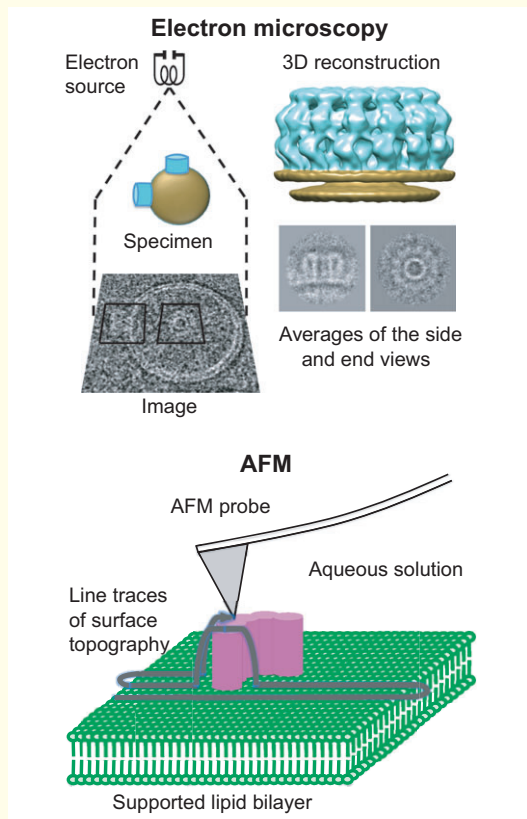 Electron microscopy
Electron
source
3D reconstruction
Specimen
Averages of the side
and end views
Image
AFM
AFM probe
Aqueous solution
Line traces
of surface
topography
Supported lipid bilayer